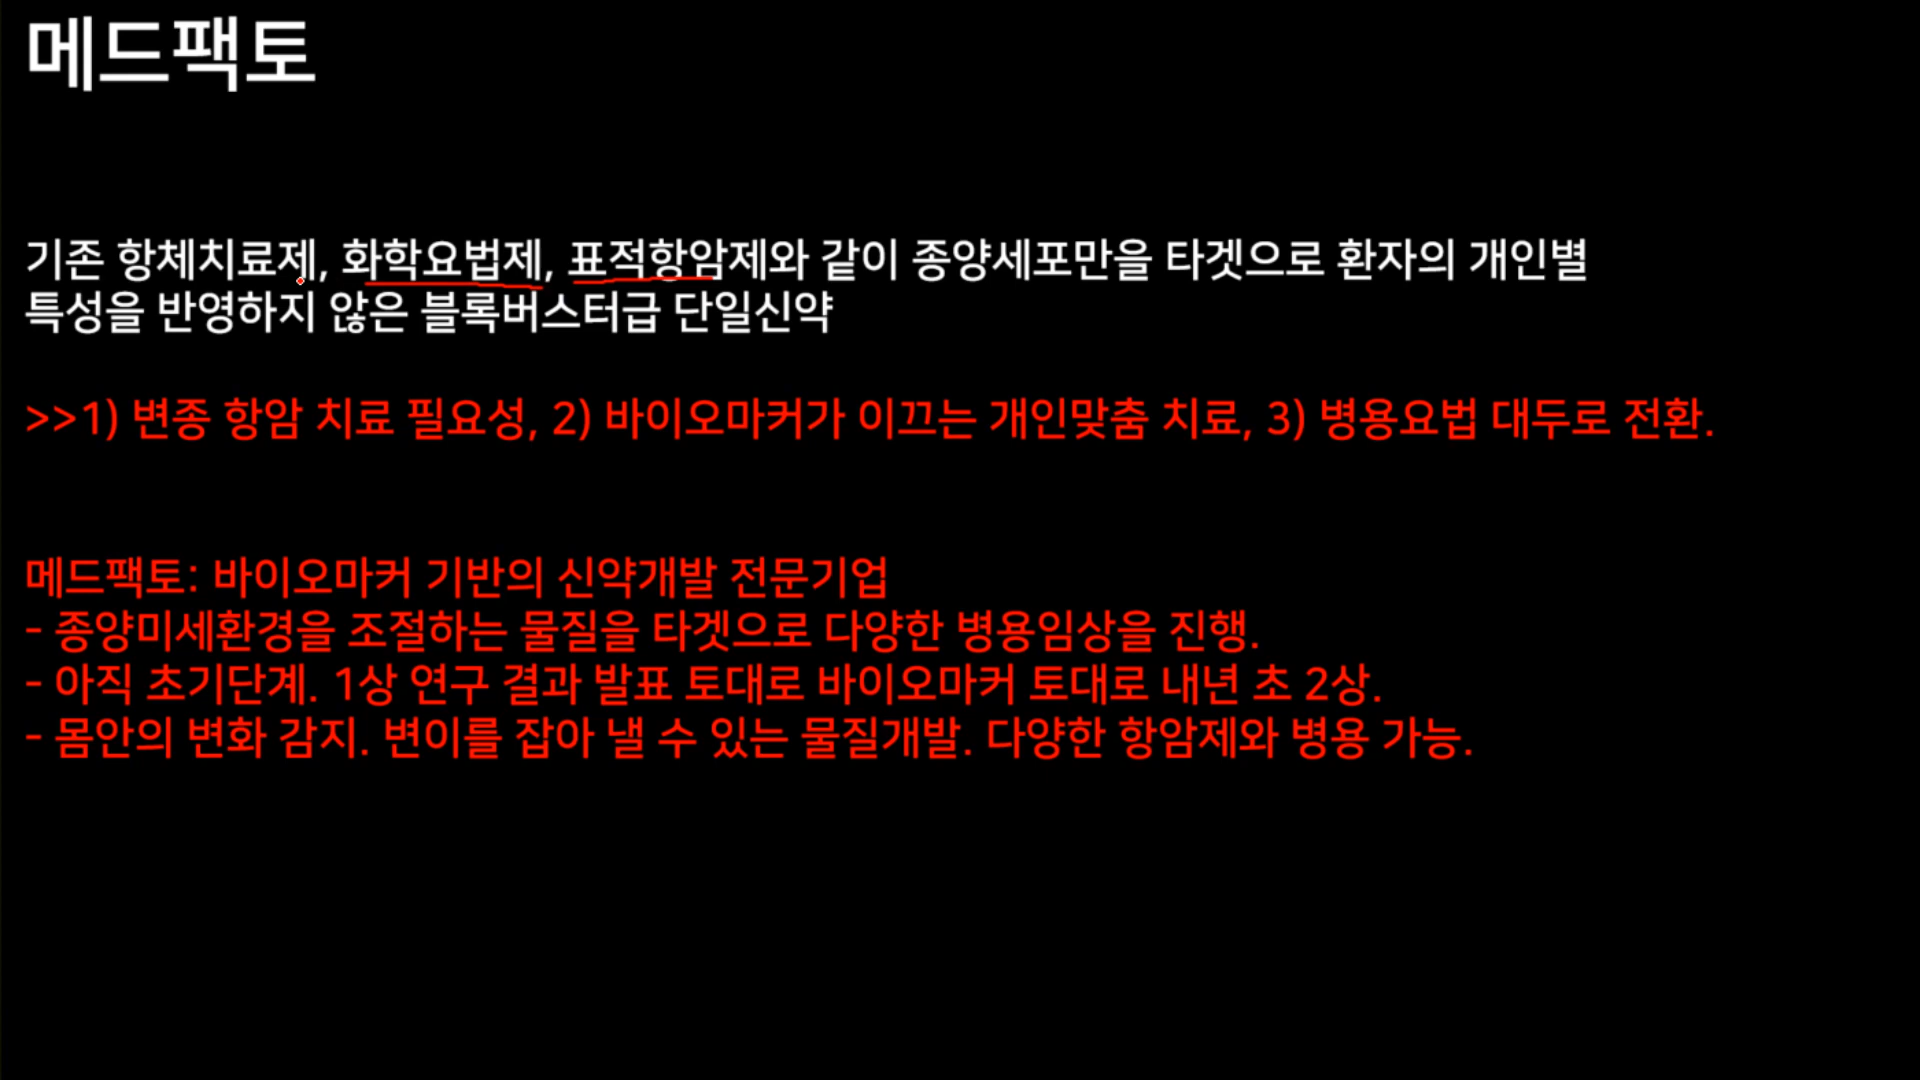 메드팩토
기존 항체치료제, 화학요법제, 표적항암제와 같이 종양세포만을 타겟으로 환자의 개인별
특성을 반영하지 않은 블록버스터급 단일신약
>>1) 변종 항암 치료 필요성, 2) 바이오마커가 이끄는 개인맞춤 치료, 3) 병용요법 대두로 전환.
메드팩토: 바이오마커 기반의 신약개발 전문기업
- 종양미세환경을 조절하는 물질을 타겟으로 다양한 병용임상을 진행.
- 아직 초기단계. 1상 연구 결과 발표 토대로 바이오마커 토대로 내년 초 2상.
- 몸안의 변화 감지. 변이를 잡아 낼 수 있는 물질개발. 다양한 항암제와 병용 가능.